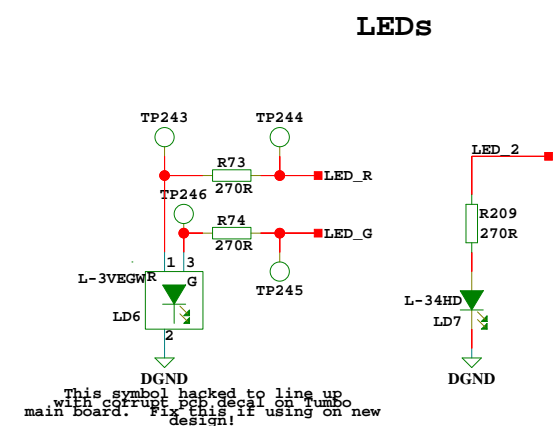 LEDs
TP243
TP244
LED_2
R73
270R
LED_R
TP246
R74
270R
LED_G
R209
270R
TP245
1 3
L-3VEGW
R
G
LD6
2
L-34HD
LD7
DGND
DGND
This symbol hacked to line up
with corrupt pcb decal on Tumbo
main board. Fix this if using on new
design!